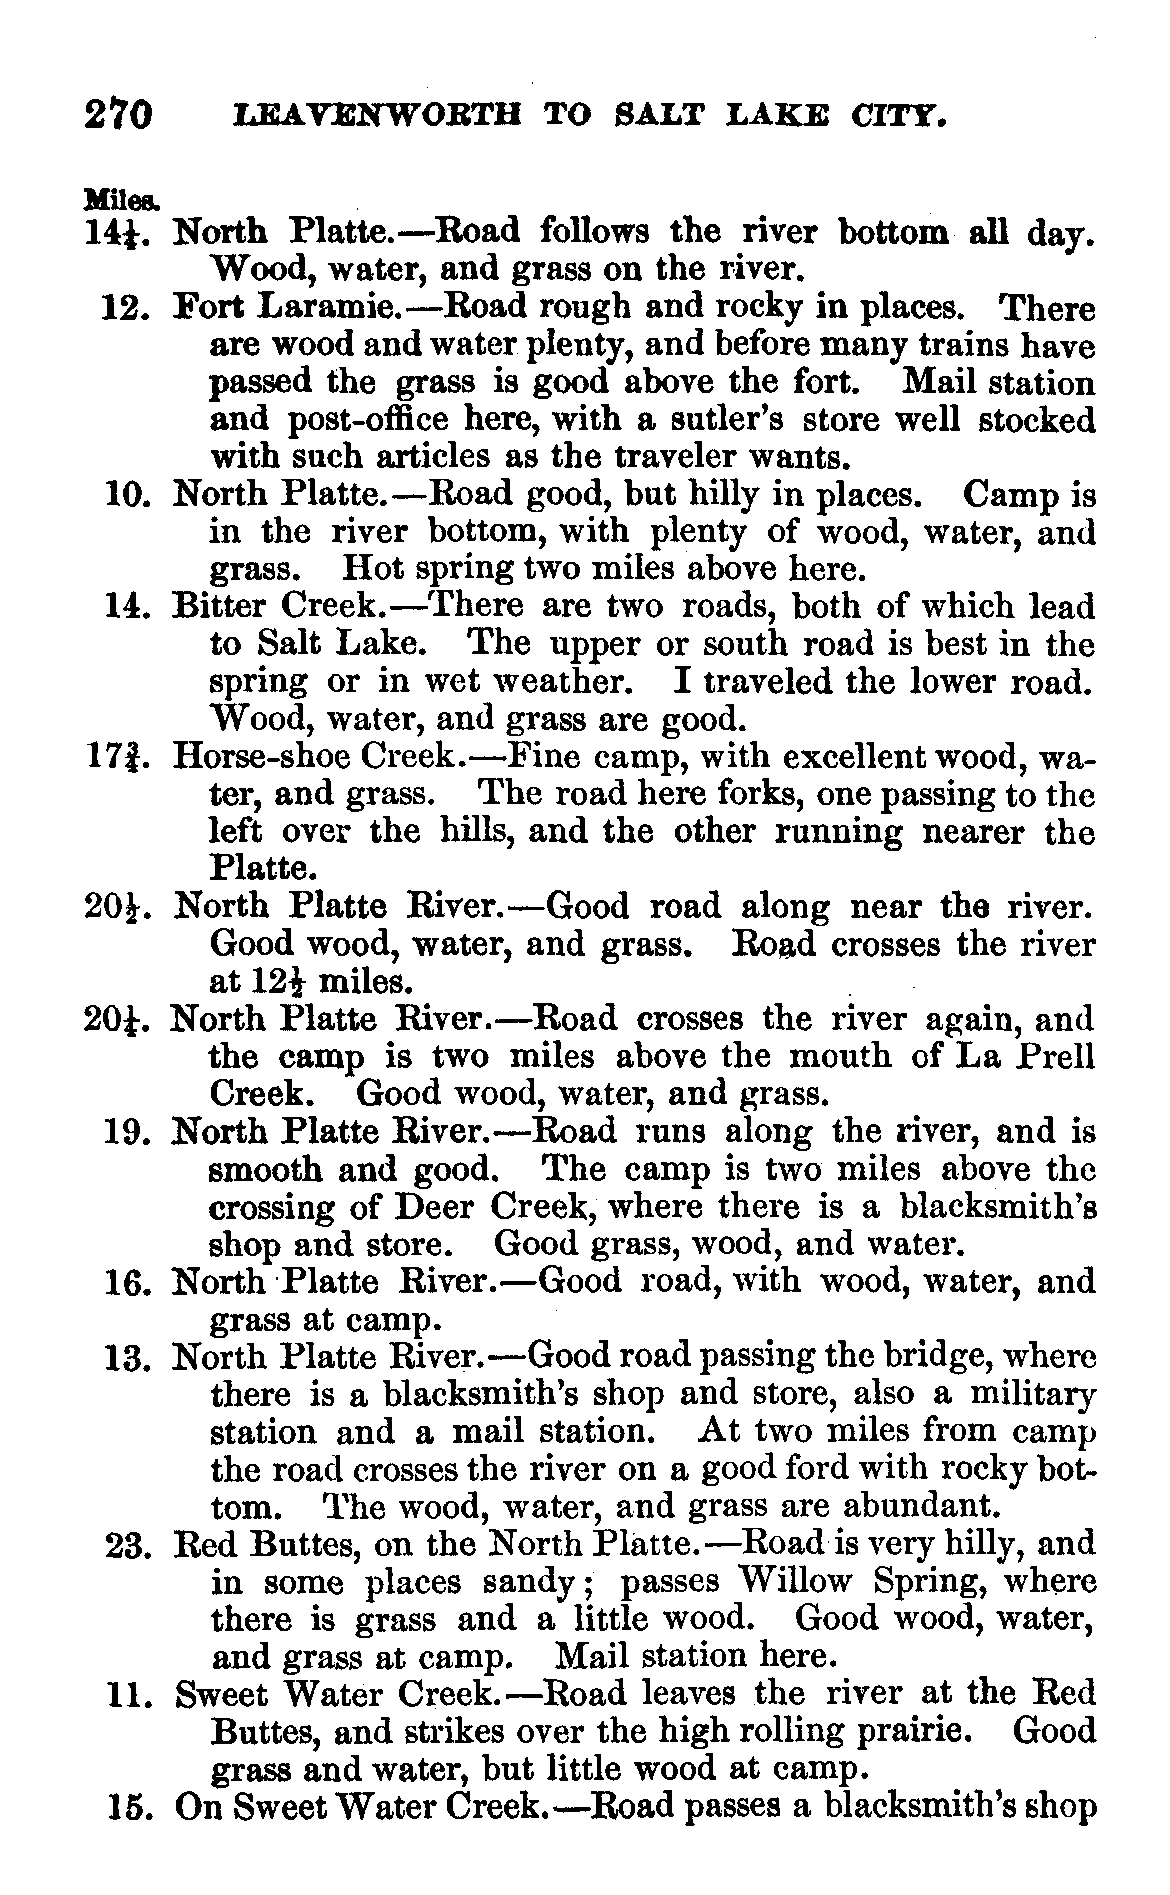 270 LEAVENWORTH TO SALT LAKE CITY.
Miles.
14¼. North Platte.—Road follows the river bottom all day.
Wood, water, and grass on the river.
12. Fort Laramie.—Road rough and rocky in places. There
are wood and water plenty, and before many trains have
passed the grass is good above the fort. Mail station
and post-office here, with a sutler's store well stocked
with such articles as the traveler wants.
10. North Platte.—Road good, but hilly in places. Camp is
in the river bottom, with plenty of wood, water, and
grass. Hot spring two miles above here.
14. Bitter Creek.—There are two roads, both of which lead
to Salt Lake. The upper or south road is best in the
spring or in wet weather. I traveled the lower road.
Wood, water, and grass are good.
17¾. Horse-shoe Creek.—Fine camp, with excellent wood, wa-
ter, and grass. The road here forks, one passing to the
left over the hills, and the other running nearer the
Platte.
20½. North Platte River.—Good road along near the river.
Good wood, water, and grass. Road crosses the river
at 12½ miles.
20¼. North Platte River.—Road crosses the river again, and
the camp is two miles above the mouth of La Prell
Creek. Good wood, water, and grass.
19. North Platte River.—Road runs along the river, and is
smooth and good. The camp is two miles above the
crossing of Deer Creek, where there is a blacksmith's
shop and store. Good grass, wood, and water.
16. North Platte River.—Good road, with wood, water, and
grass at camp.
13. North Platte River.—Good road passing the bridge, where
there is a blacksmith's shop and store, also a military
station and a mail station. At two miles from camp
the road crosses the river on a good ford with rocky bot-
tom. The wood, water, and grass are abundant.
23. Red Buttes, on the North Platte.—Road is very hilly, and
in some places sandy; passes Willow Spring, where
there is grass and a little wood. Good wood, water,
and grass at camp. Mail station here.
11. Sweet Water Creek.—Road leaves the river at the Red
Buttes, and strikes over the high rolling prairie. Good
grass and water, but little wood at camp.
15. On Sweet Water Creek.—Road passes a blacksmith's shop